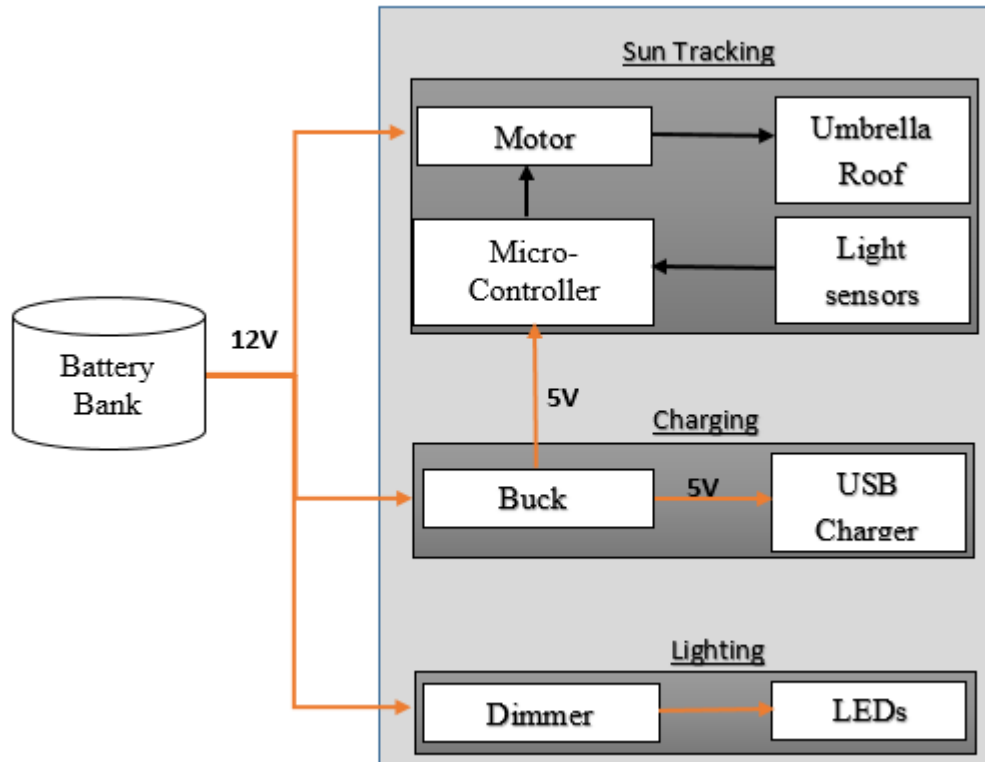 Sun Tracking
Motor
Umbrella
Roof
Micro-
Controller
Light
sensors
12V
Battery
Bank
5V
Charging
Buck
5V
USB
Charger
Lighting
Dimmer
LEDs